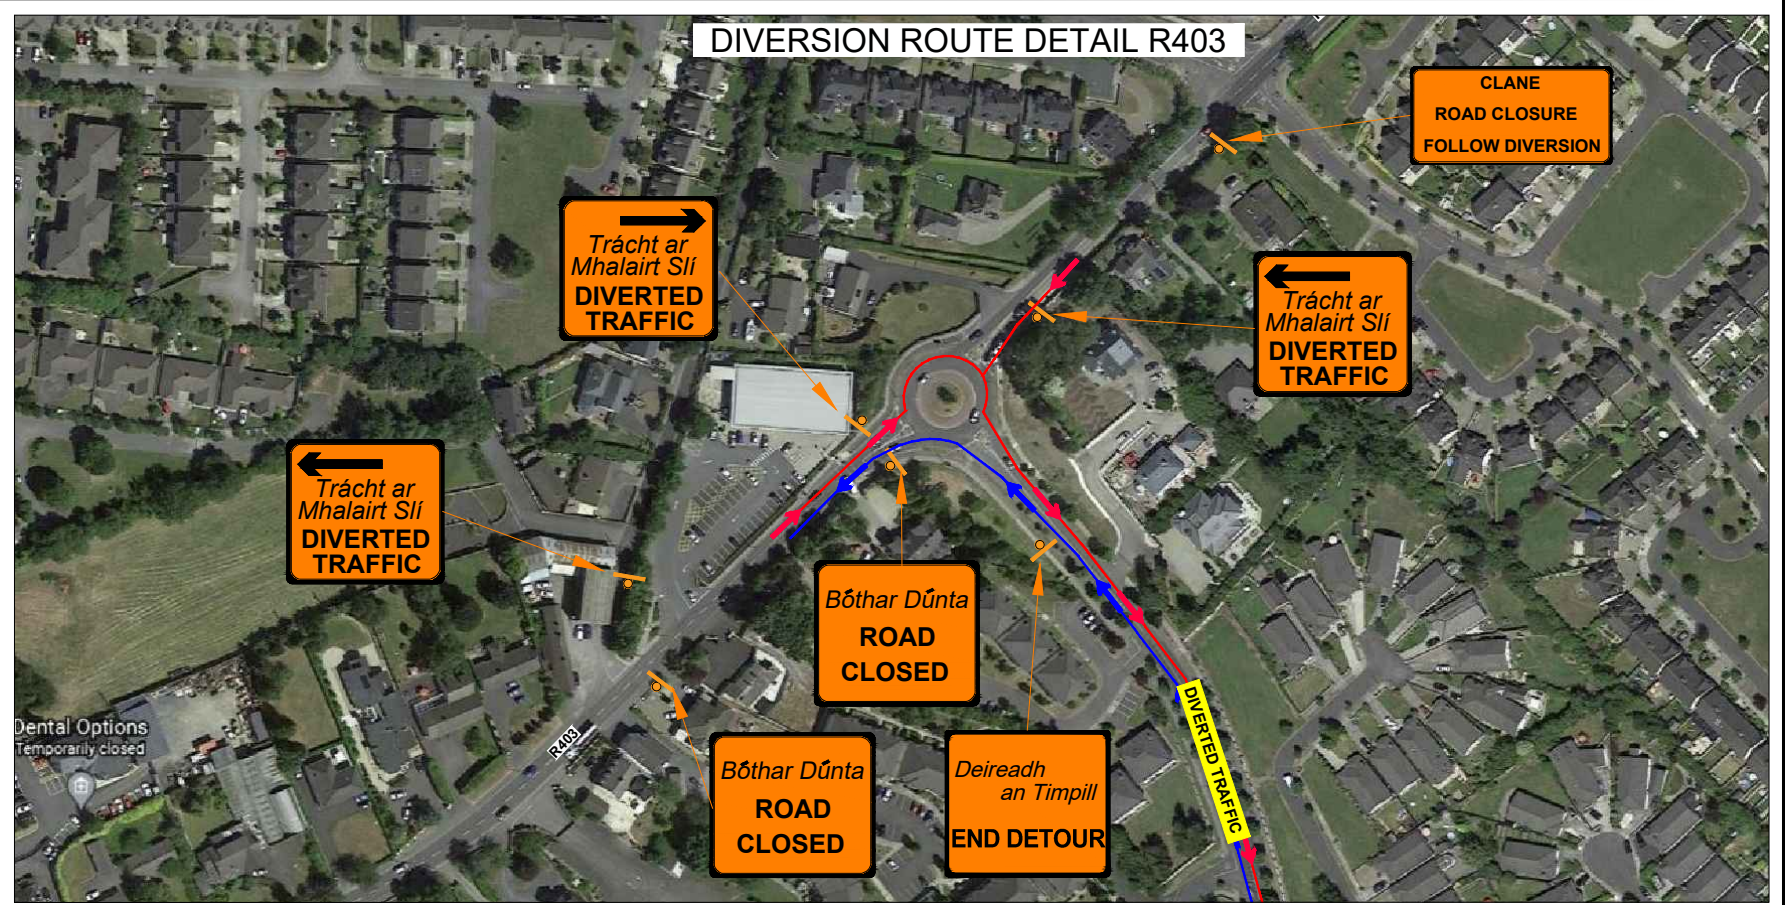 DIVERSION ROUTE DETAIL R403
CLANE
ROAD CLOSURE
FOLLOW DIVERSION
Trácht ar
Mhalairt Slí
DIVERTED
TRAFFIC
Trácht ar
Mhalairt Slí
DIVERTED
TRAFFIC
Trácht ar
Mhalairt Slí
DIVERTED
TRAFFIC
Bóthar Dúnta
ROAD
CLOSED
Bóthar Dúnta
ROAD
CLOSED
Deireadh
an Timpill
END DETOUR
DIVERTED TRAFFIC
R403
Dental Options
Temporarily closed